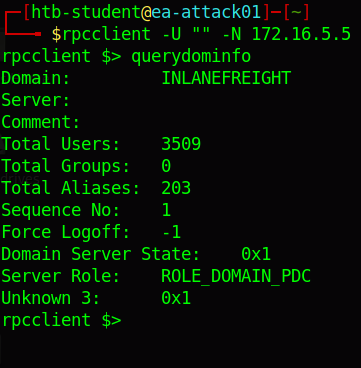 [htb-student@ea-attack01]-[~]
$rpcclient -U "" -N 172.16.5.5
rpcclient $> querydominfo
Domain: INLANEFREIGHT
Server:
Comment:
Total Users: 3509
Total Groups: 0
Total Aliases: 203
Sequence No: 1
Force Logoff: -1
Domain Server State: 0x1
Server Role: ROLE_DOMAIN_PDC
Unknown 3: 0x1
rpcclient $>